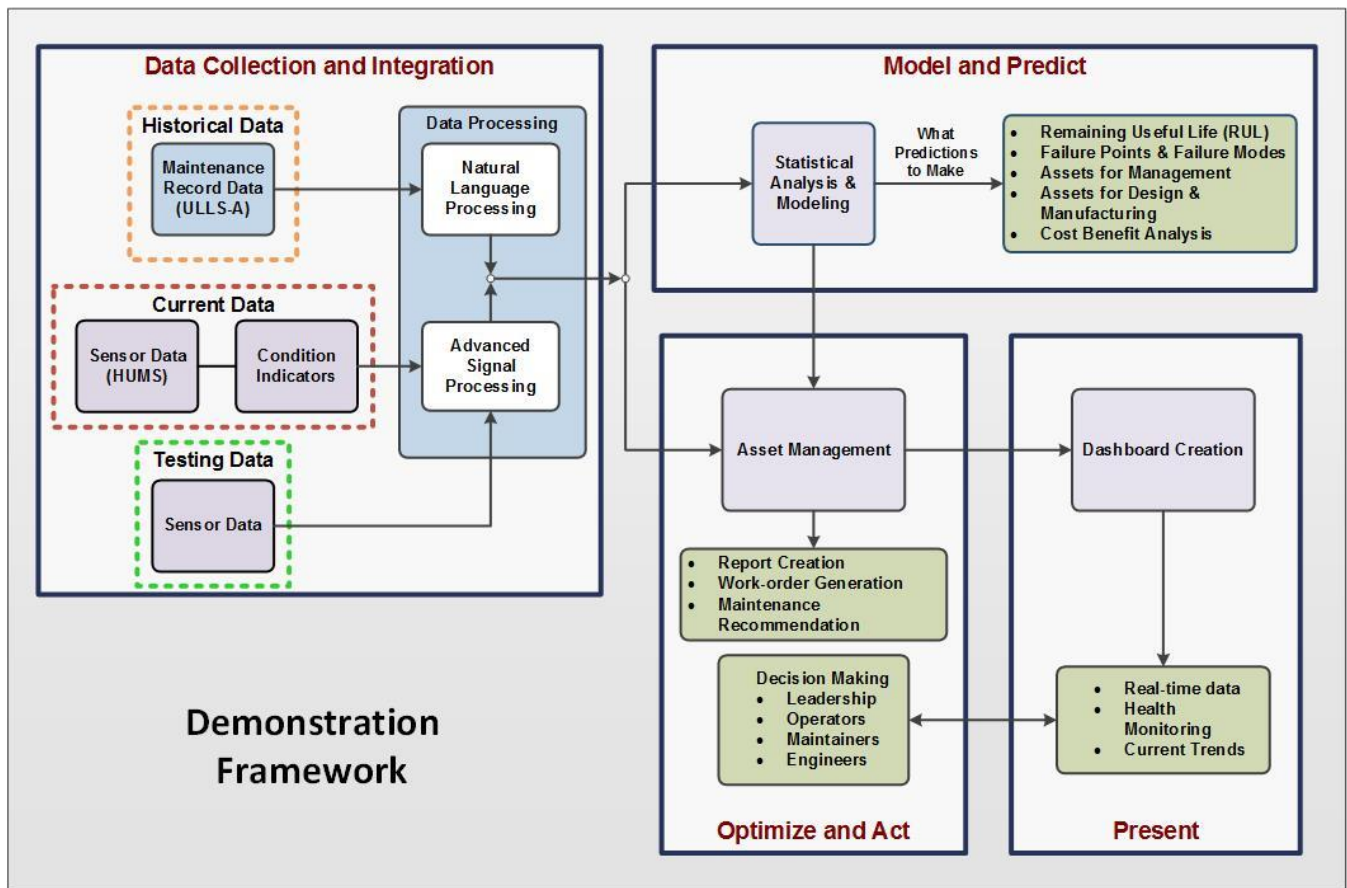 Data Collection and Integration
Historical Data
Maintenance
Record Data
(ULLS-A)
Current Data
Sensor Data
(HUMS)
Condition
Indicators
Testing Data
Sensor Data
Data Processing
Natural
Language
Processing
Advanced
Signal
Processing
Model and Predict
Statistical
Analysis &
Modeling
What
Predictions
to Make
• Remaining Useful Life (RUL)
• Failure Points & Failure Modes
• Assets for Management
• Assets for Design &
Manufacturing
• Cost Benefit Analysis
Asset Management
• Report Creation
• Work-order Generation
• Maintenance
Recommendation
Decision Making
• Leadership
• Operators
• Maintainers
• Engineers
Optimize and Act
Dashboard Creation
• Real-time data
• Health
Monitoring
• Current Trends
Present
Demonstration
Framework